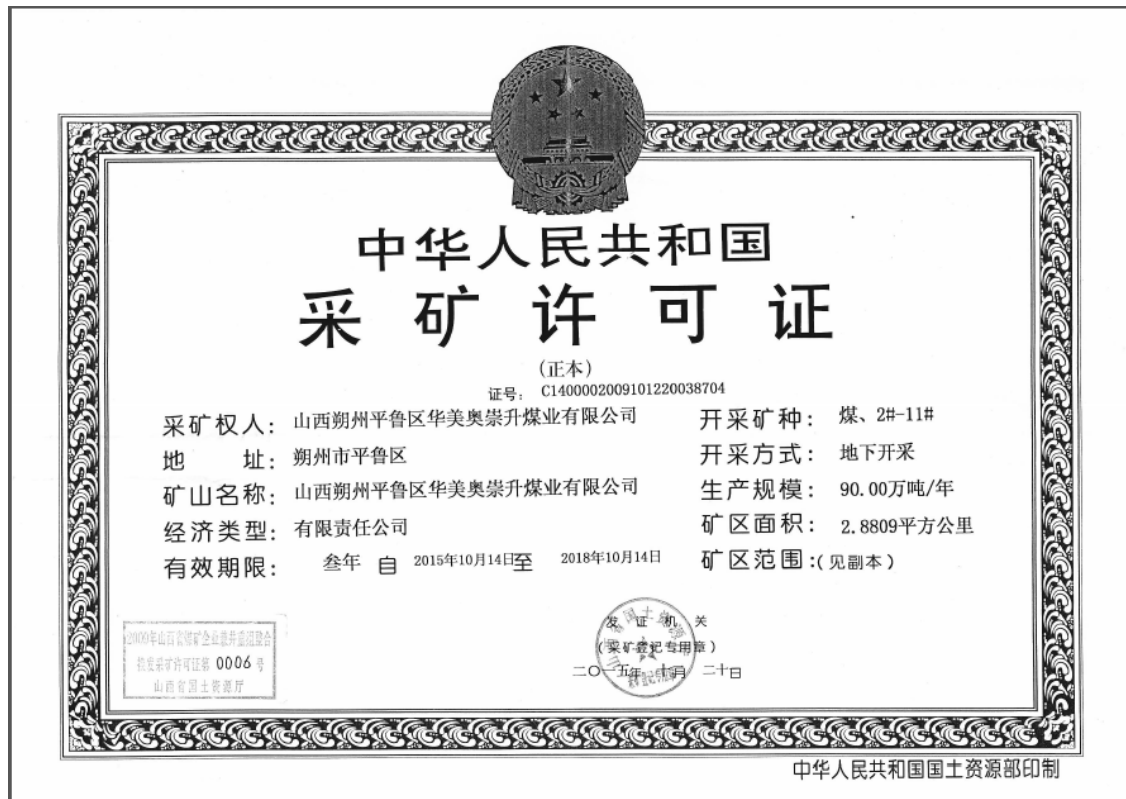 中华人民共和国
采矿许可证
(正本)
证号: C1400002009101220038704
采矿权人: 山西朔州平鲁区华美奥崇升煤业有限公司
地 址: 朔州市平鲁区
矿山名称: 山西朔州平鲁区华美奥崇升煤业有限公司
经济类型: 有限责任公司
有效期限: 叁年 自 2015年10月14日至 2018年10月14日
开采矿种: 煤、2#-11#
开采方式: 地下开采
生产规模: 90.00万吨/年
矿区面积: 2.8809平方公里
矿区范围:(见副本)
2009年山西省煤矿企业兼并重组整合
换发采矿许可证第 0006 号
山西省国土资源厅
发证机关
(采矿登记专用章)
二〇一五年 十月 二十日
中华人民共和国国土资源部印制